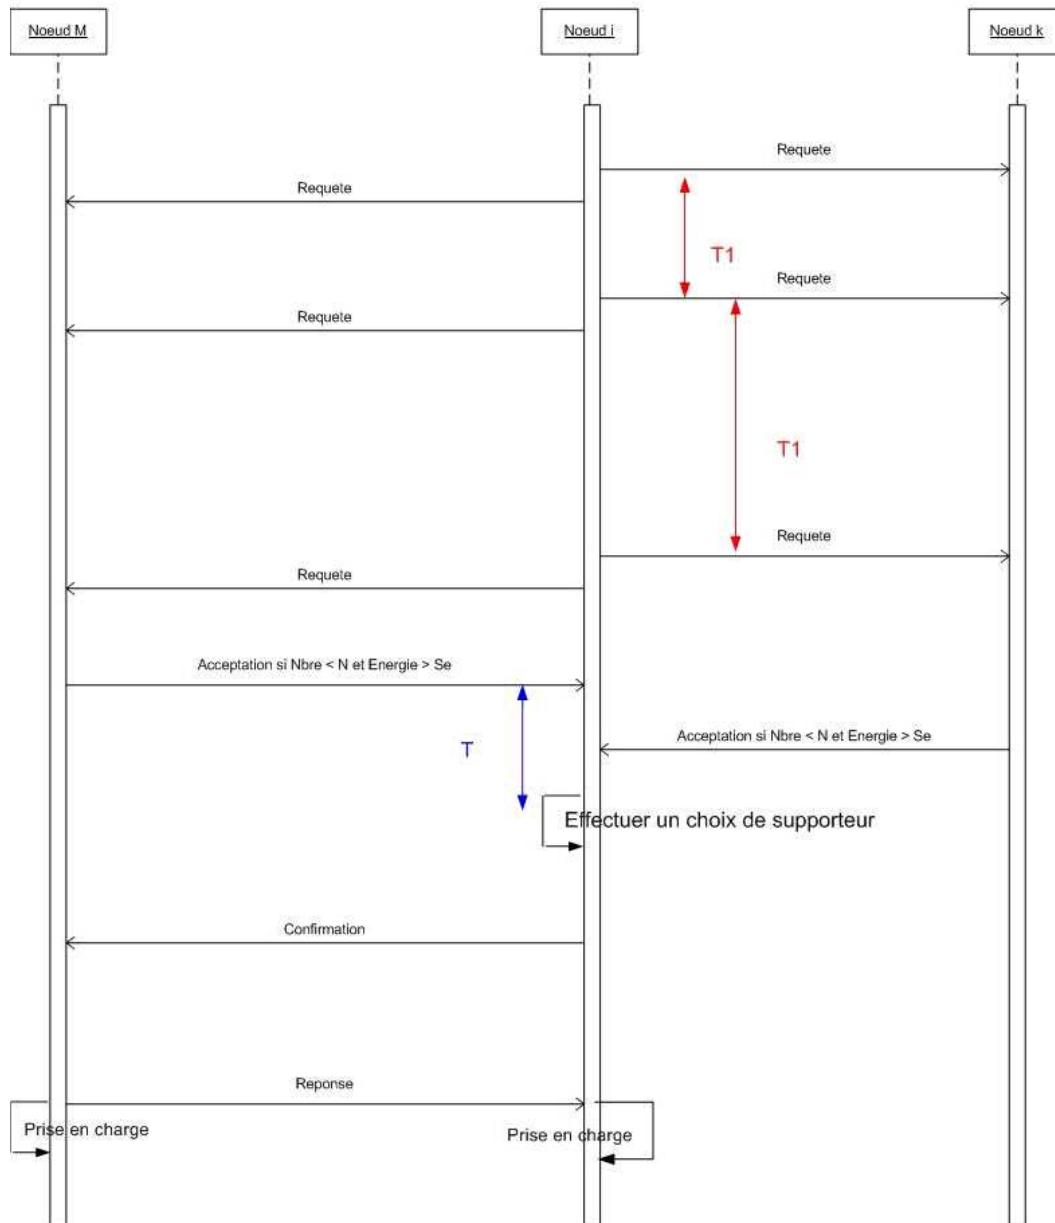 Noeud M
Noeud i
Noeud k
Requete
Requete
T1
Requete
Requete
T1
Requete
Requete
Acceptation si Nbre < N et Energie > Se
Acceptation si Nbre < N et Energie > Se
T
Effectuer un choix de supporteur
Confirmation
Reponse
Prise en charge
Prise en charge